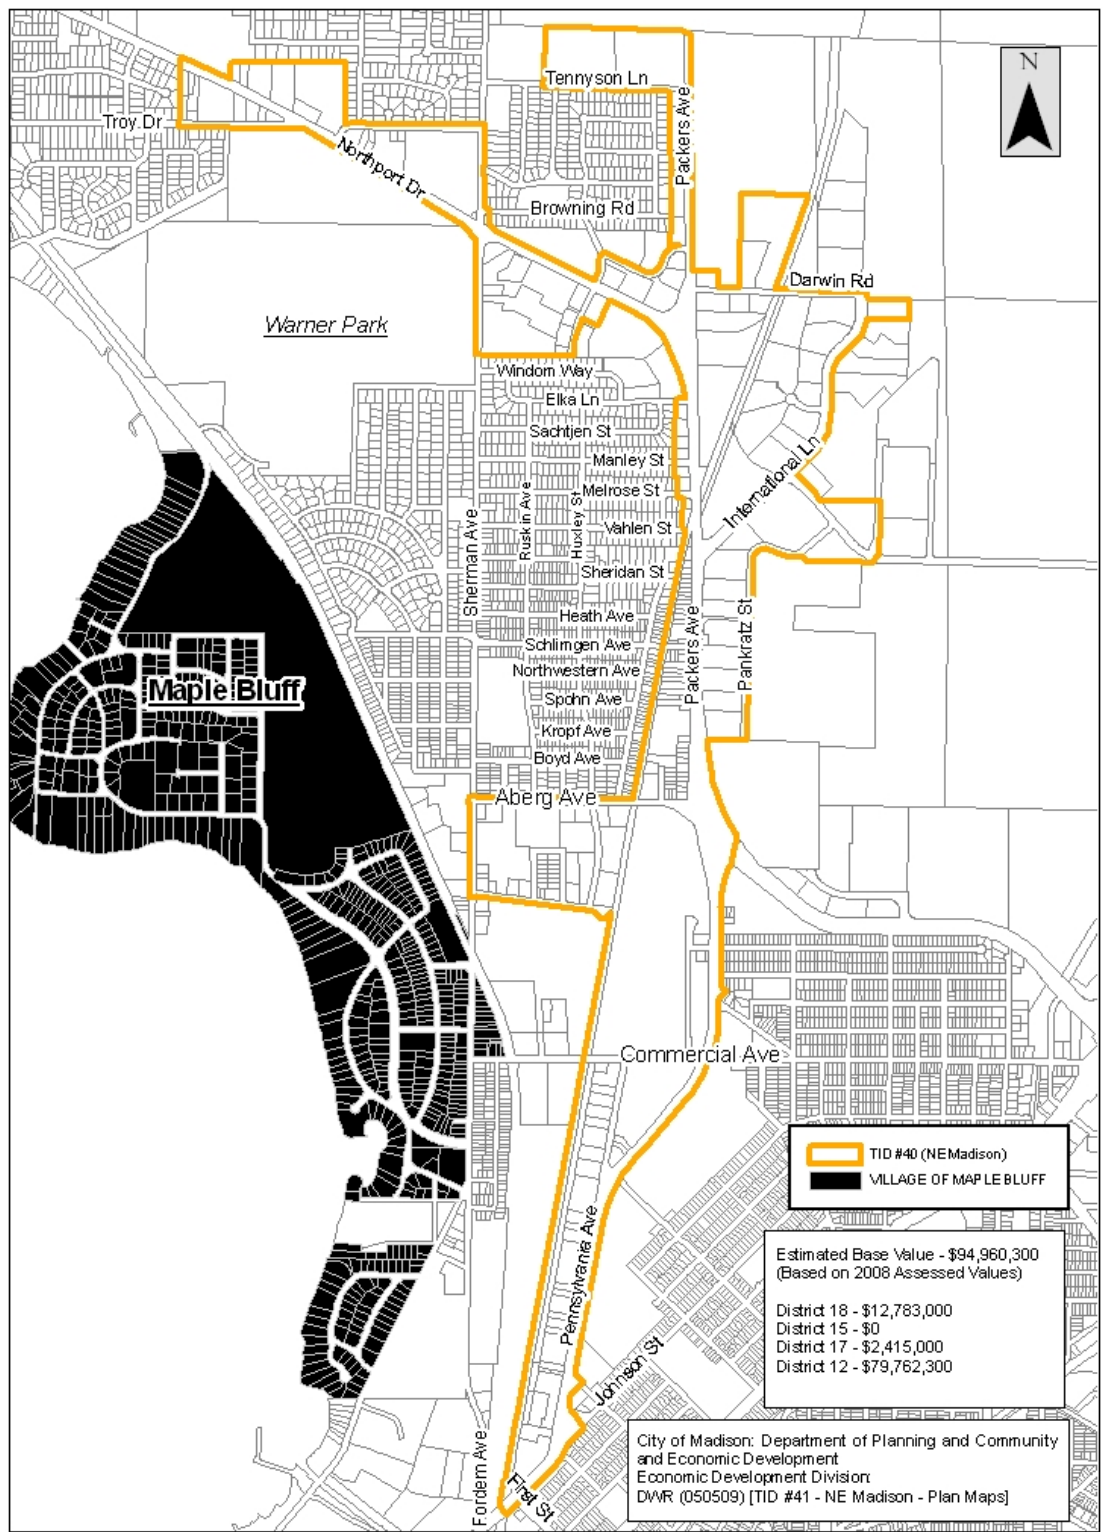 N
Tennyson Ln
Packers Ave
Troy Dr
Northport Dr
Browning Rd
Darwin Rd
Warner Park
Windom Way
Elka Ln
Sachtjen St
International Ln
Manley St
Melrose St
Ruskin Ave
Huxley St
Sherman Ave
Vahlen St
Sheridan St
Heath Ave
Packers Ave
Pankratz St
Schlimgen Ave
Northwestern Ave
Maple Bluff
Spohn Ave
Kropf Ave
Boyd Ave
Aberg Ave
Commercial Ave
TID #40 (NE Madison)
VILLAGE OF MAPLE BLUFF
Pennsylvania Ave
Estimated Base Value - $94,960,300
(Based on 2008 Assessed Values)
District 18 - $12,783,000
District 15 - $0
District 17 - $2,415,000
District 12 - $79,762,300
Johnson St
Fordem Ave
First St
City of Madison: Department of Planning and Community
and Economic Development
Economic Development Division:
DWR (050509) [TID #41 - NE Madison - Plan Maps]